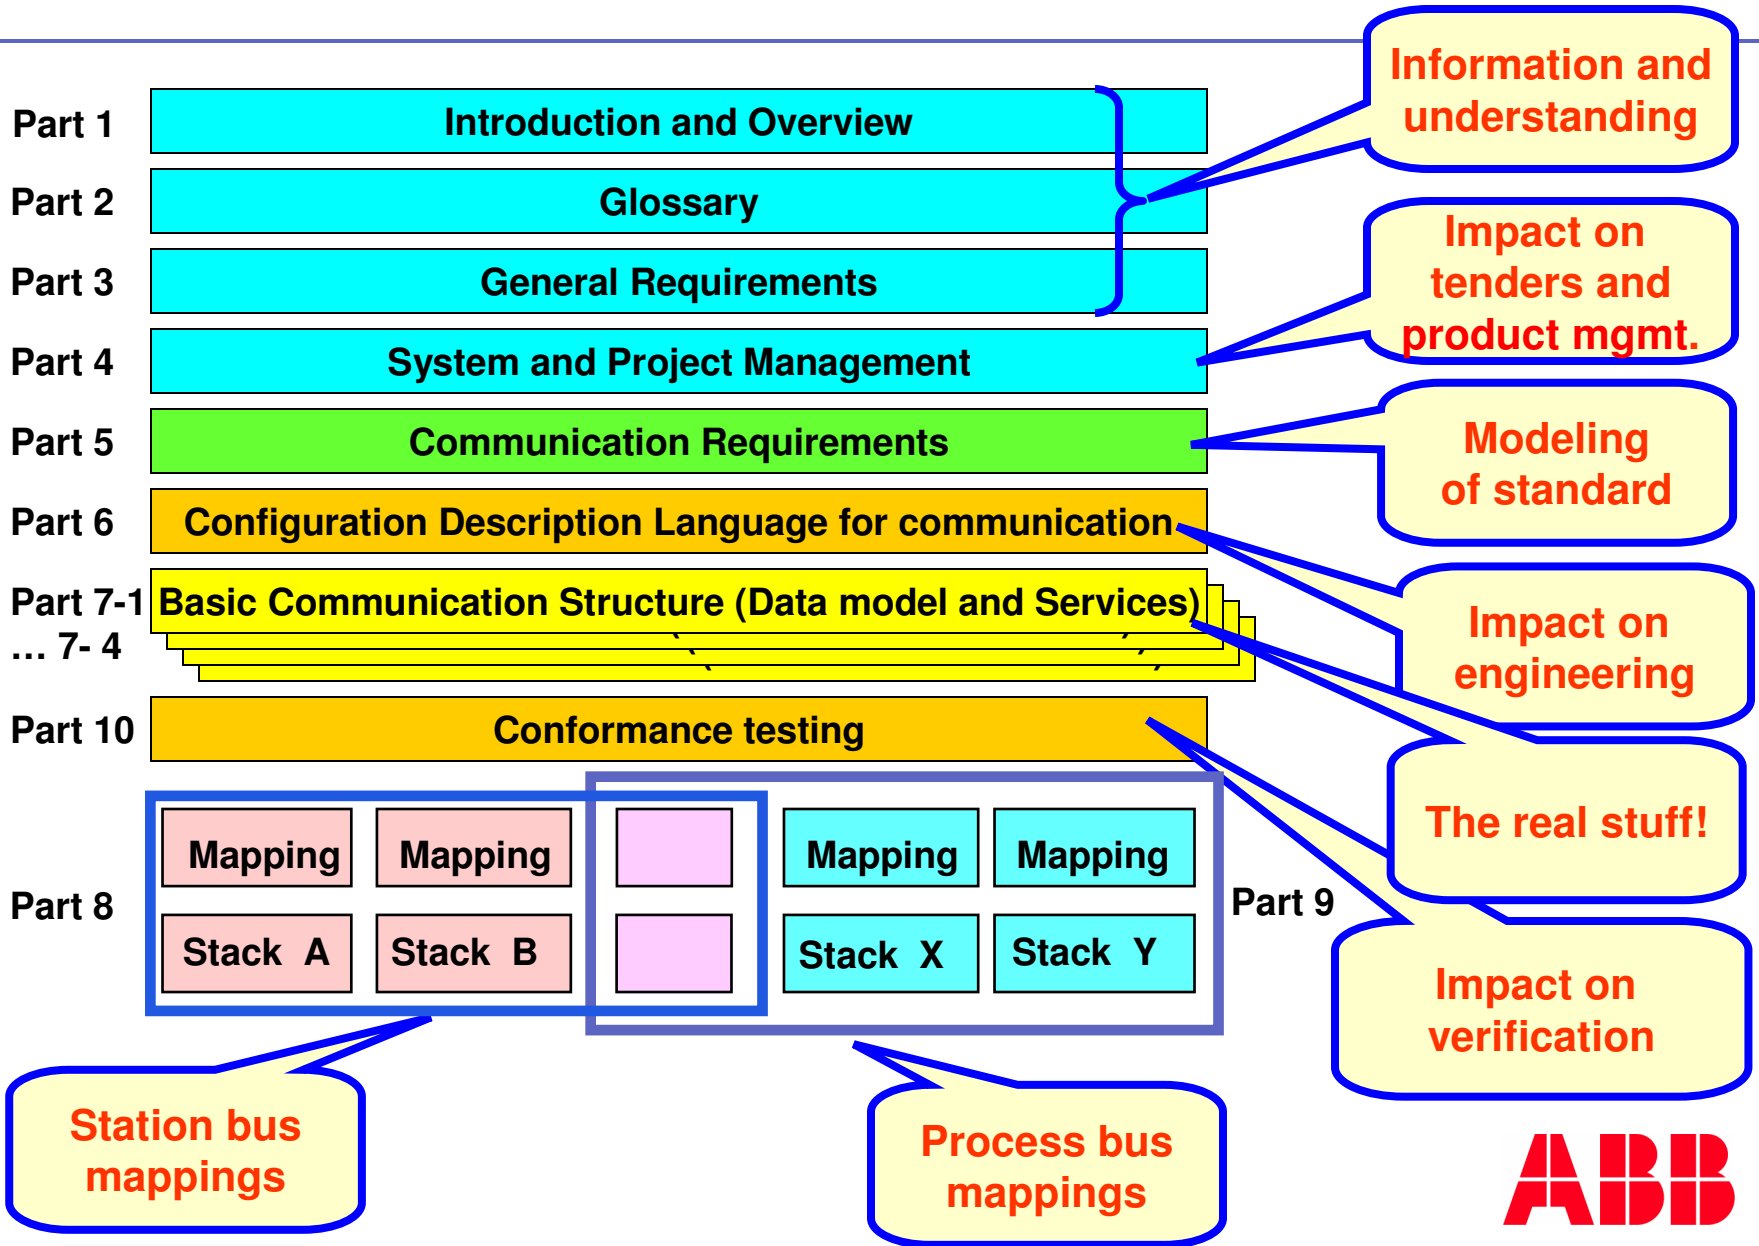 Information and
understanding
Part 1
Introduction and Overview
Part 2
Glossary
Part 3
General Requirements
Impact on
tenders and
product mgmt.
Part 4
System and Project Management
Part 5
Communication Requirements
Modeling
of standard
Part 6
Configuration Description Language for communication
Part 7-1
… 7- 4
Basic Communication Structure (Data model and Services)
Impact on
engineering
Part 10
Conformance testing
The real stuff!
Part 8
Mapping
Mapping
Mapping
Mapping
Stack A
Stack B
Stack X
Stack Y
Part 9
Impact on
verification
Station bus
mappings
Process bus
mappings
ABB